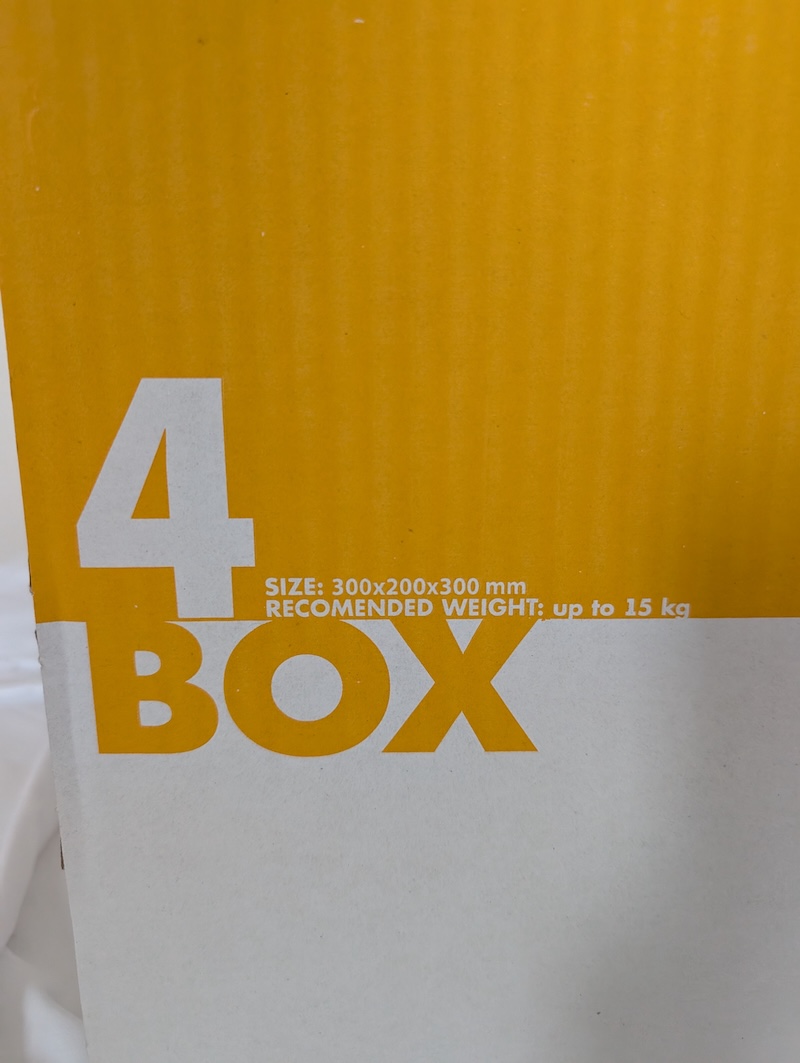 4
SIZE: 300x200x300 mm
RECOMENDED WEIGHT: up to 15 kg
BOX